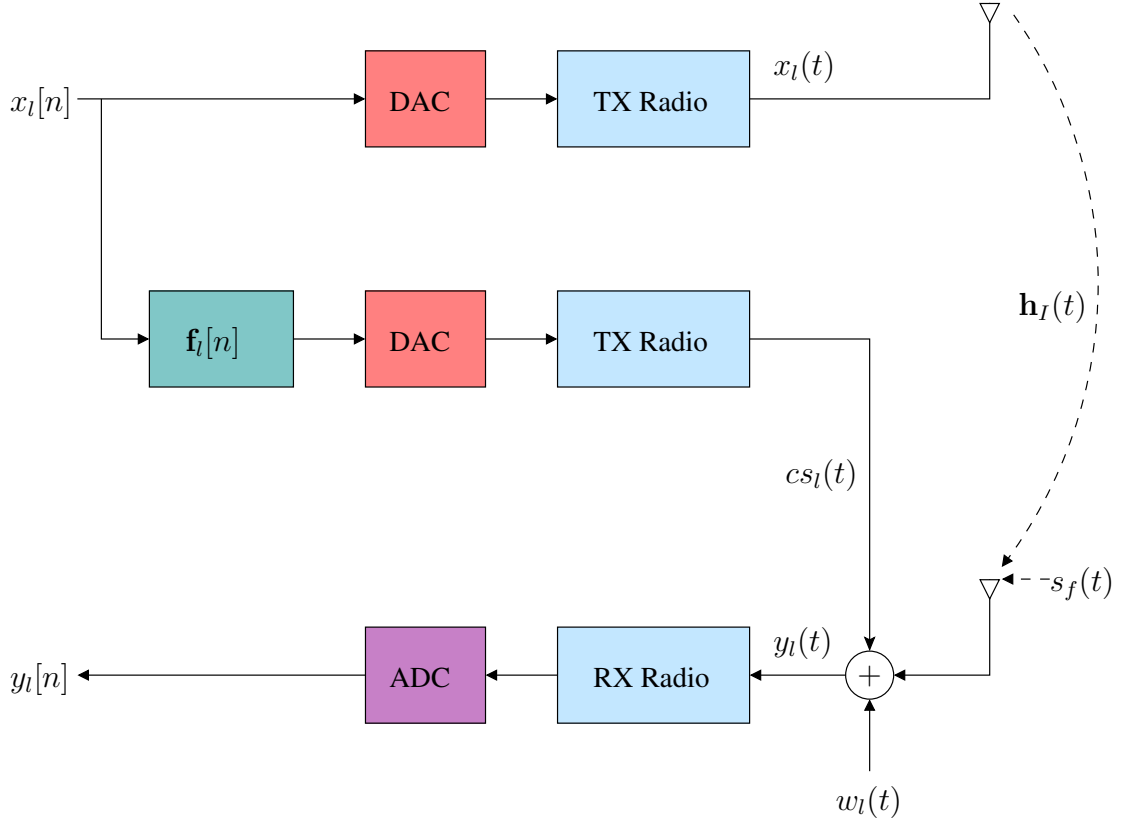 x_l(t)
x_l[n] DAC TX Radio
h_I(t)
f_l[n] DAC TX Radio
cs_l(t)
s_f(t)
y_l(t)
y_l[n] ADC RX Radio +
w_l(t)